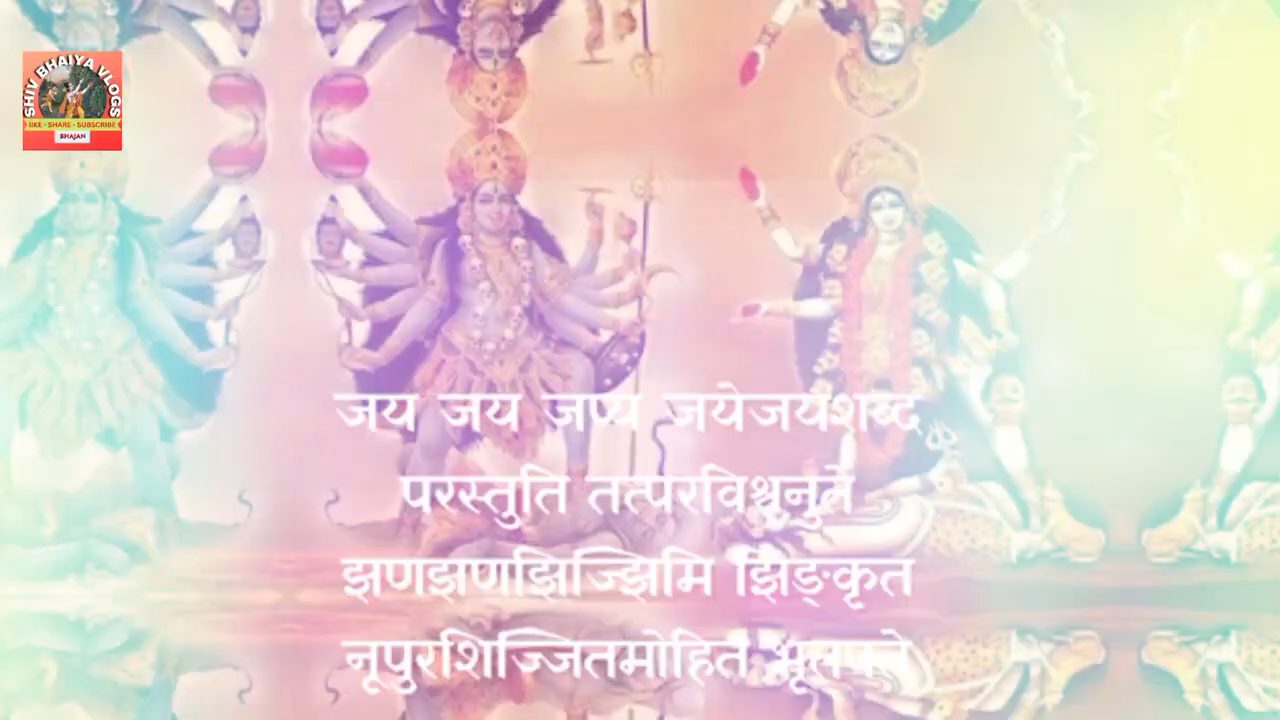 SHIV BHAIYA VLOGS
LIKE - SHARE - SUBSCRIBE
BHAJAN
जय जय जप्य जयेजयशब्द
परस्तुति तत्परविश्वनुते
झणझणझिज्झिमि झिङ्कृत
नूपुरशिञ्जितमोहित भूतपते